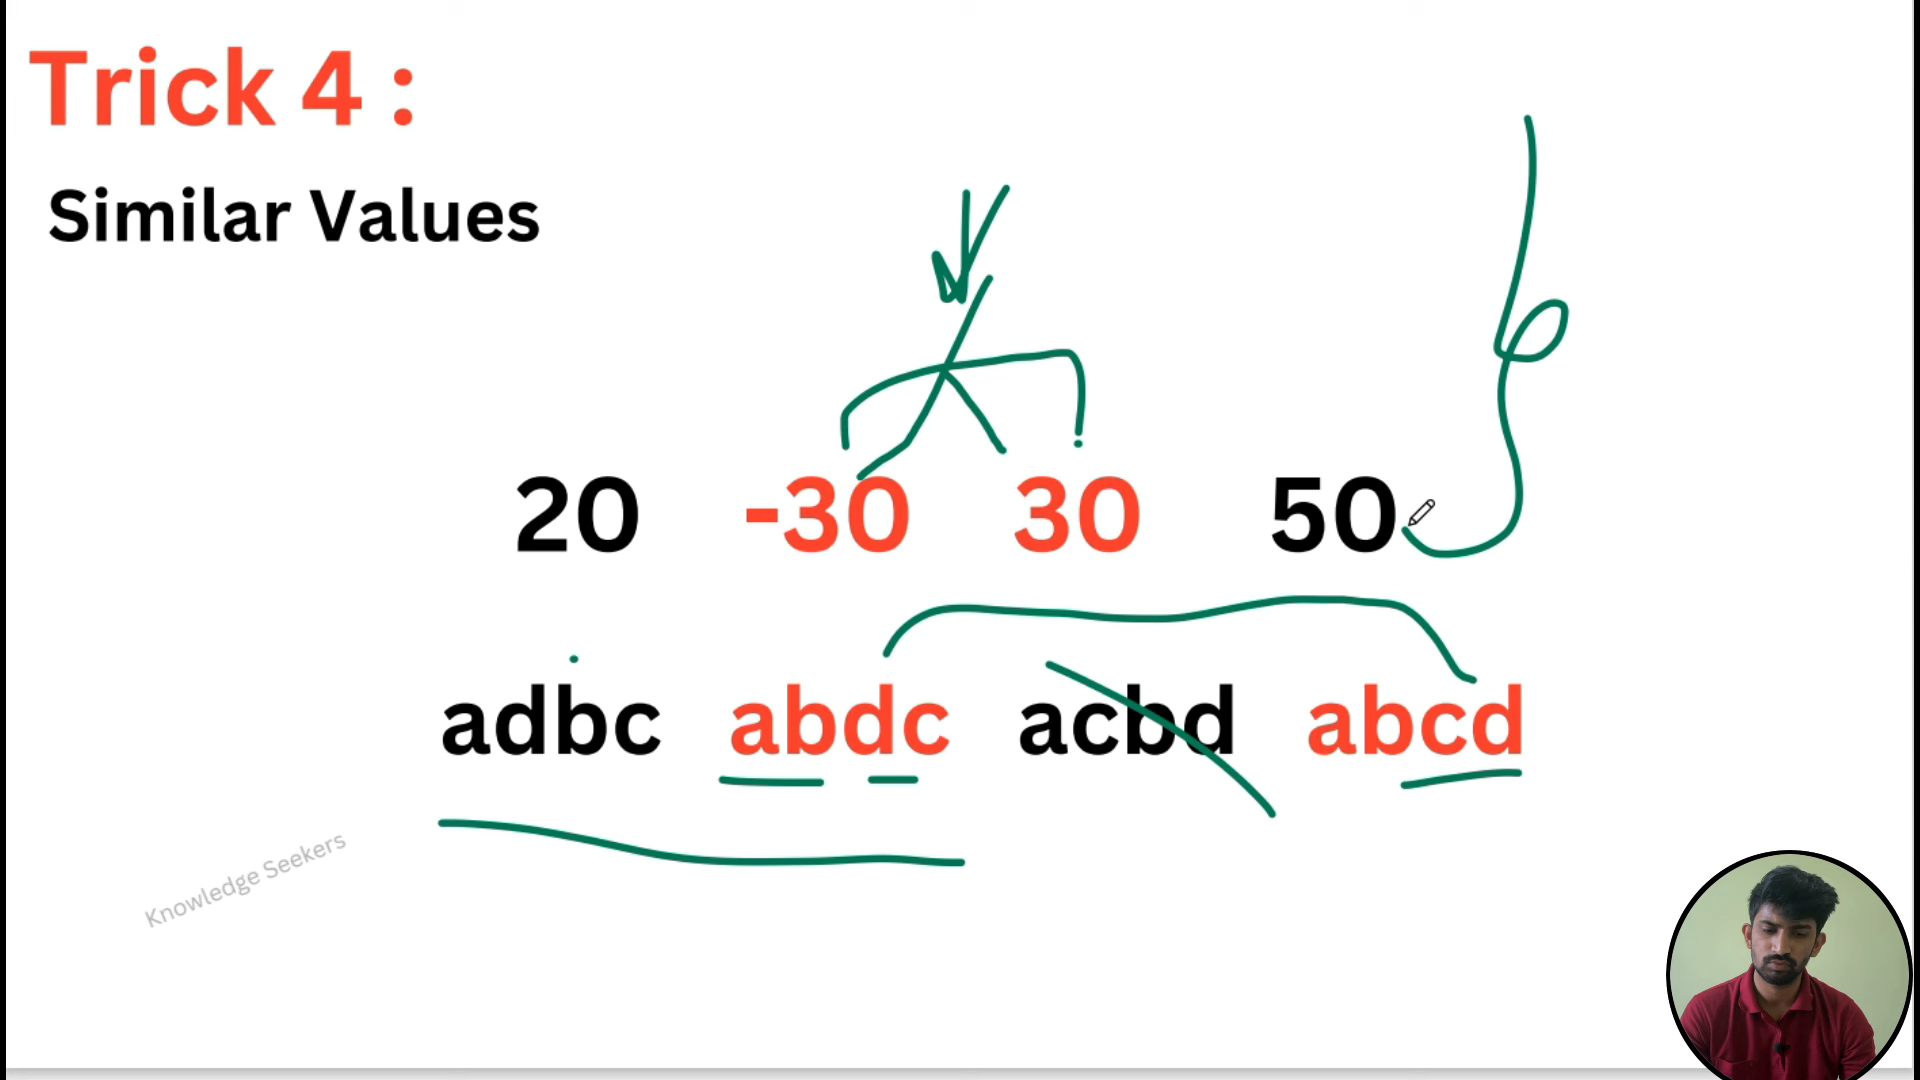 Trick 4 :
Similar Values
20 -30 30 50
adbc abdc acbd abcd
Knowledge Seekers